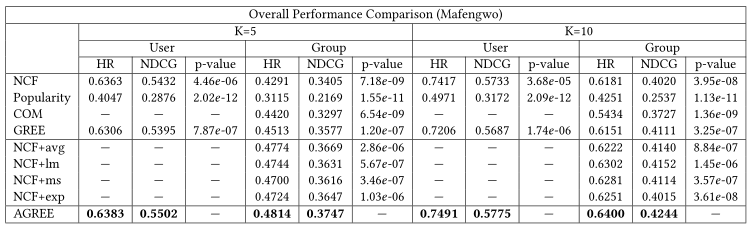 Overall Performance Comparison (Mafengwo)
K=5 K=10
User Group User Group
HR NDCG p-value HR NDCG p-value HR NDCG p-value HR NDCG p-value
NCF 0.6363 0.5432 4.46e-06 0.4291 0.3405 7.18e-09 0.7417 0.5733 3.68e-05 0.6181 0.4020 3.95e-08
Popularity 0.4047 0.2876 2.02e-12 0.3115 0.2169 1.55e-11 0.4971 0.3172 2.09e-12 0.4251 0.2537 1.13e-11
COM — — — 0.4420 0.3297 6.54e-09 — — — 0.5434 0.3727 1.36e-09
GREE 0.6306 0.5395 7.87e-07 0.4513 0.3577 1.20e-07 0.7206 0.5687 1.74e-06 0.6151 0.4111 3.25e-07
NCF+avg — — — 0.4774 0.3669 2.86e-06 — — — 0.6222 0.4140 8.84e-07
NCF+lm — — — 0.4744 0.3631 5.67e-07 — — — 0.6302 0.4152 1.45e-06
NCF+ms — — — 0.4700 0.3616 3.46e-07 — — — 0.6281 0.4114 3.57e-07
NCF+exp — — — 0.4724 0.3647 1.03e-06 — — — 0.6251 0.4015 3.61e-08
AGREE 0.6383 0.5502 — 0.4814 0.3747 — 0.7491 0.5775 — 0.6400 0.4244 —